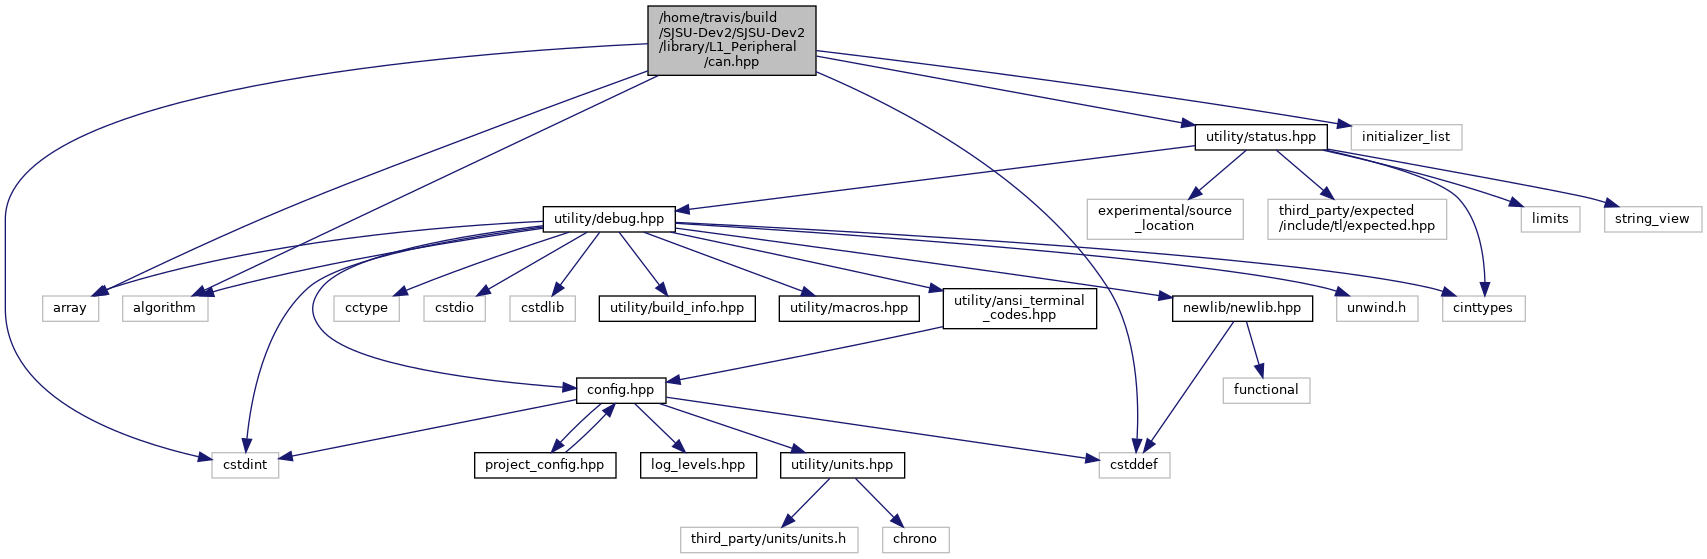 /home/travis/build
/SJSU-Dev2/SJSU-Dev2
/library/L1_Peripheral
/can.hpp
utility/status.hpp
initializer_list
utility/debug.hpp
experimental/source
_location
third_party/expected
/include/tl/expected.hpp
limits
string_view
array
algorithm
cctype
cstdio
cstdlib
utility/build_info.hpp
utility/macros.hpp
utility/ansi_terminal
_codes.hpp
newlib/newlib.hpp
unwind.h
cinttypes
config.hpp
functional
cstdint
project_config.hpp
log_levels.hpp
utility/units.hpp
cstddef
third_party/units/units.h
chrono